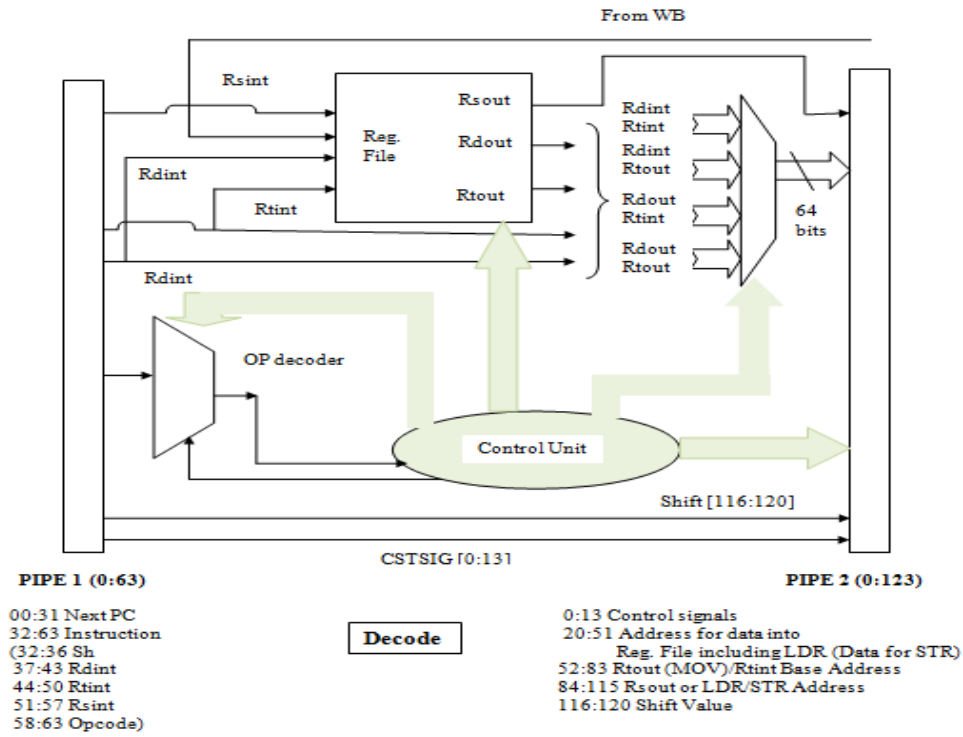 From WB
Rsint
Rsout
Reg.
File
Rdout
Rtout
Rdint
Rtint
Rdint
Rtint
Rdint
Rtout
Rdout
Rtint
Rdout
Rtout
64
bits
Rdint
OP decoder
Control Unit
Shift [116:120]
CSTSIG [0:13]
PIPE 1 (0:63)
PIPE 2 (0:123)
00:31 Next PC
32:63 Instruction
(32:36 Sh
37:43 Rdint
44:50 Rtint
51:57 Rsint
58:63 Opcode)
Decode
0:13 Control signals
20:51 Address for data into
Reg. File including LDR (Data for STR)
52:83 Rtout (MOV)/Rtint Base Address
84:115 Rsout or LDR/STR Address
116:120 Shift Value